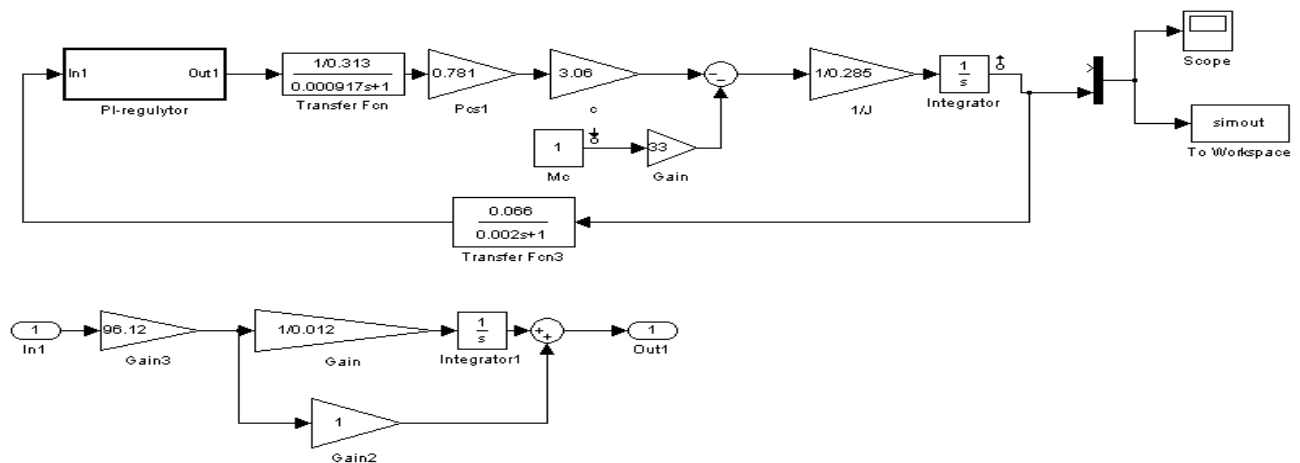 In1 Out1
PI-regulytor
1/0.313
0.000917s+1
Transfer Fcn
0.781
Pcs1
3.06
c
1
Mc
33
Gain
1/0.285
1/J
1
s
Integrator
Scope
simout
To Workspace
0.066
0.002s+1
Transfer Fcn3
1
In1
96.12
Gain3
1/0.012
Gain
1
s
Integrator1
1
Out1
1
Gain2